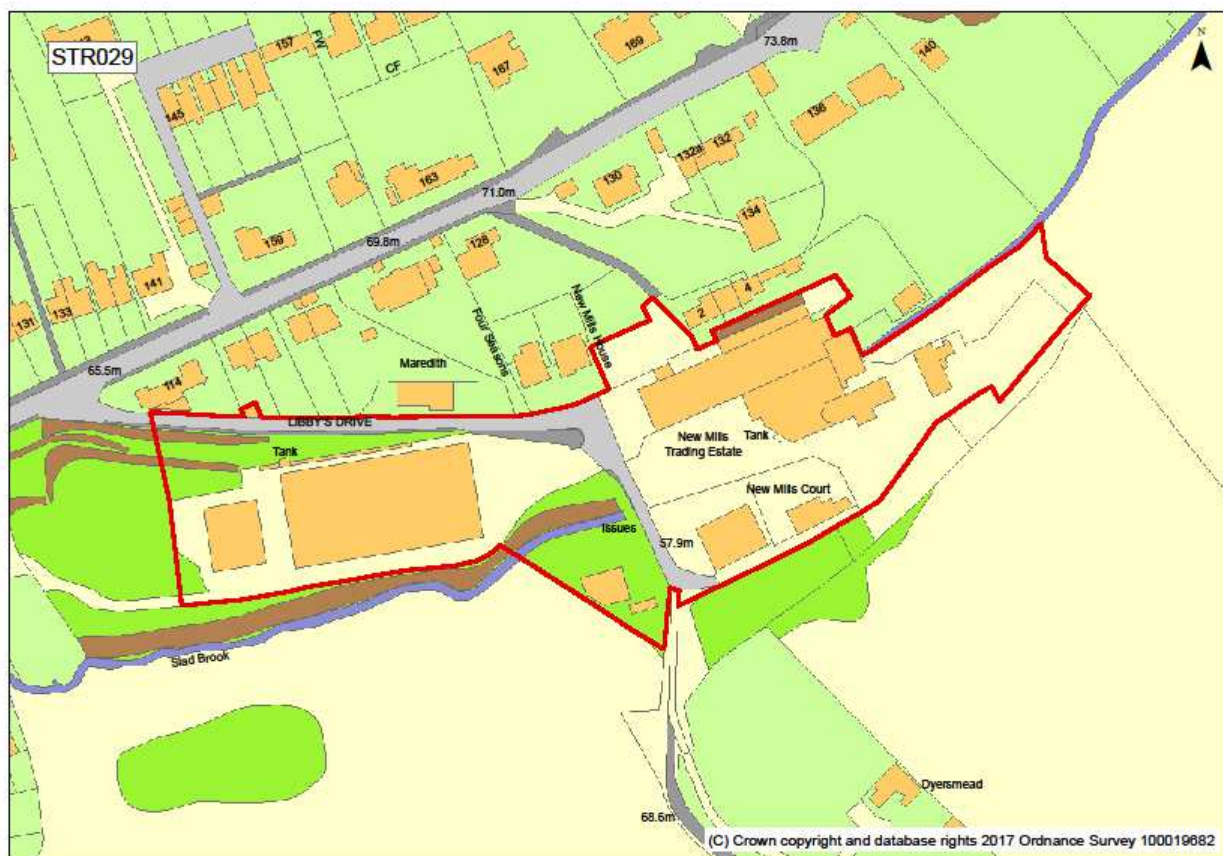 STR029
N
157
FW
CF
167
169
73.8m
140
145
136
132
132a
130
163
71.0m
134
159
69.8m
128
141
133
131
Four Seasons
New Mills House
2
4
Maredith
65.5m
114
LIBBY'S DRIVE
Tank
New Mills
Trading Estate
Tank
New Mills Court
Issues
57.9m
Slad Brook
Dyersmead
68.6m
(C) Crown copyright and database rights 2017 Ordnance Survey 100019682